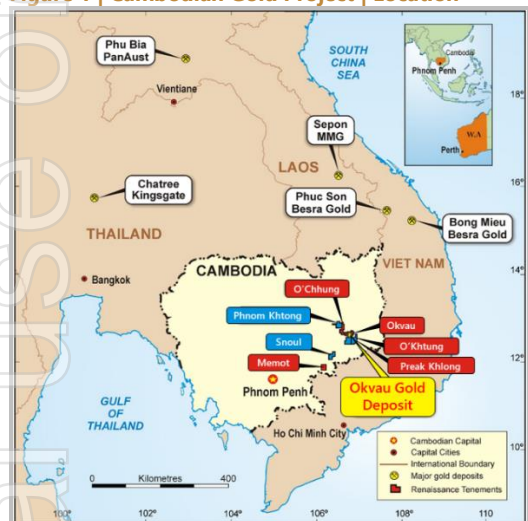 Figure 1 | Cambodian Gold Project | Location
Phu Bia
PanAust
SOUTH
CHINA
SEA
Cambodia
Phnom Penh
W.A
Perth
Vientiane
18°
Sepon
MMG
LAOS
16°
Chatree
Kingsgate
Phuc Son
Besra Gold
Bong Mieu
Besra Gold
THAILAND
VIET NAM
CAMBODIA
O'Chhung
Bangkok
14°
Phnom Khtong
Okvau
Snoul
O'Khtung
Memot
Preak Khlong
12°
Phnom Penh
Okvau Gold
Deposit
GULF
OF
THAILAND
Ho Chi Minh City
Cambodian Capital
Capital Cities
International Boundary
Major gold deposits
Renaissance Tenements
10°
0 Kilometres 400
100° 102 104 106 108 110